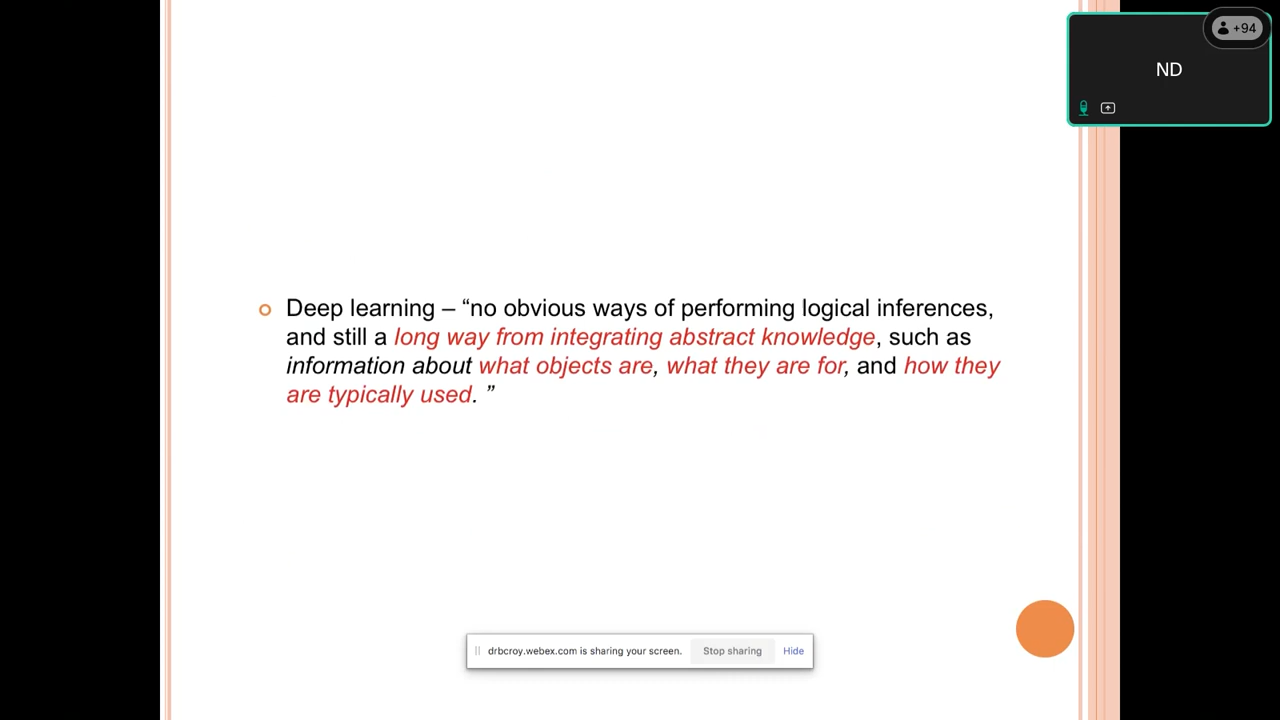 +94
ND
Deep learning – “no obvious ways of performing logical inferences,
and still a long way from integrating abstract knowledge, such as
information about what objects are, what they are for, and how they
are typically used. ”
drbcroy.webex.com is sharing your screen. Stop sharing Hide